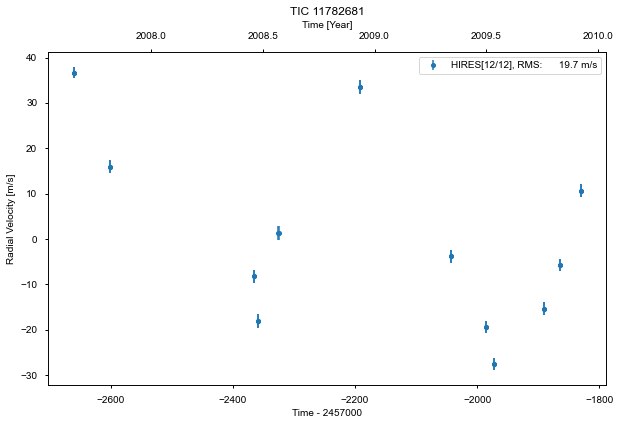 TIC 11782681
Time [Year]
2008.0 2008.5 2009.0 2009.5 2010.0
HIRES[12/12], RMS: 19.7 m/s
40
30
20
10
0
−10
−20
−30
Radial Velocity [m/s]
−2600 −2400 −2200 −2000 −1800
Time - 2457000